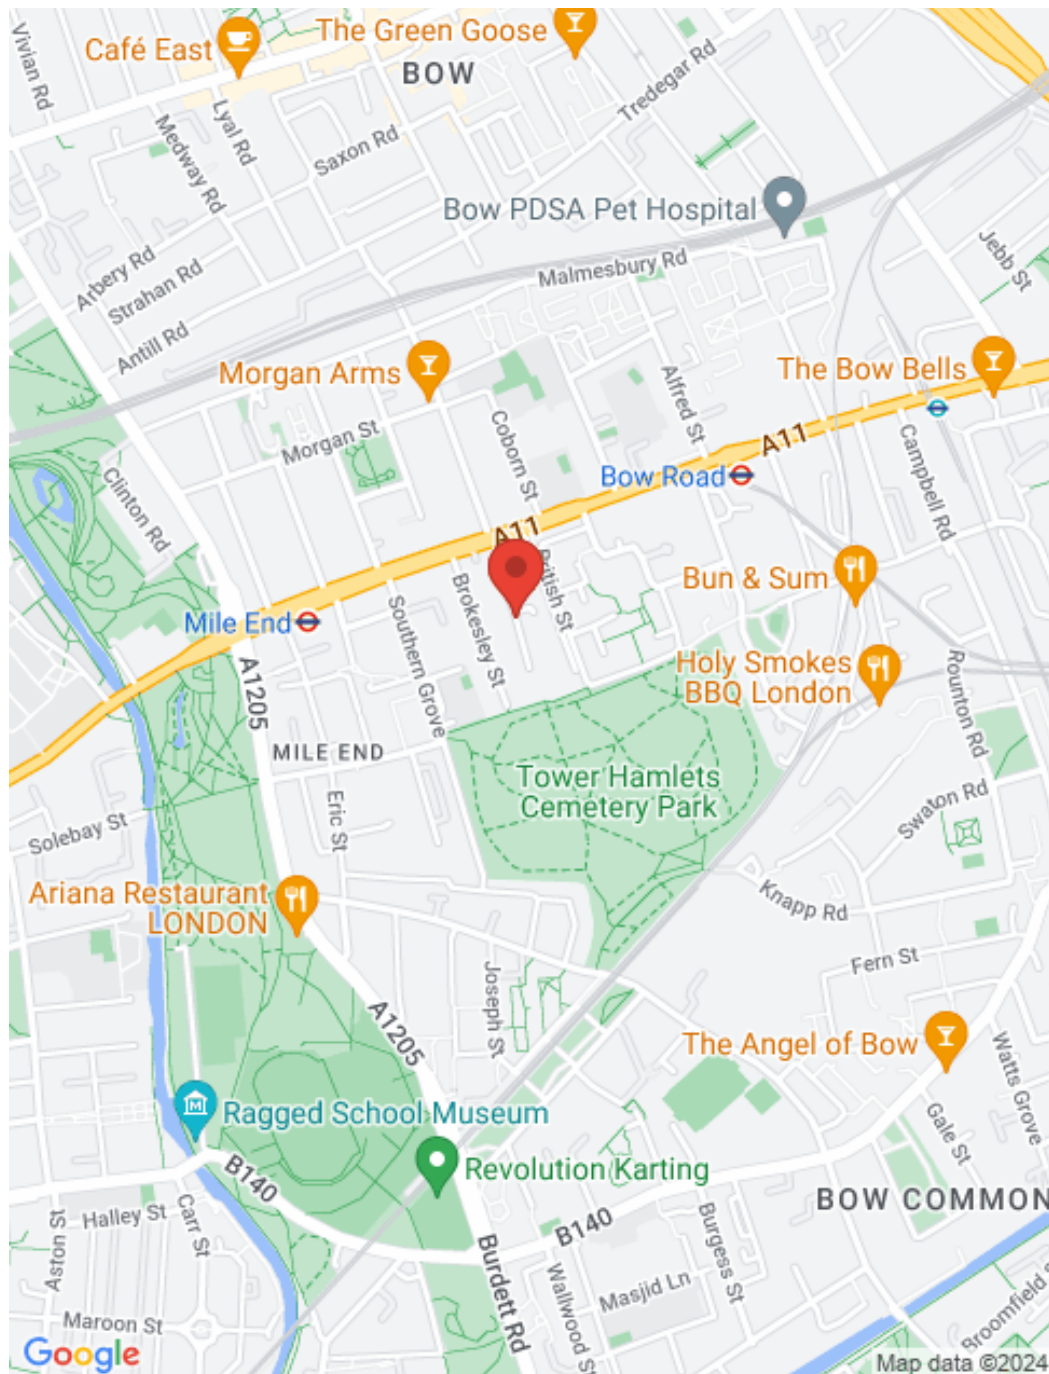 The Green Goose
Café East
BOW
Vivian Rd
Lyal Rd
Medway Rd
Saxon Rd
Tredegar Rd
Bow PDSA Pet Hospital
Jebb St
Malmesbury Rd
Arbery Rd
Strahan Rd
Antill Rd
Morgan Arms
The Bow Bells
Alfred St
Morgan St
Coborn St
A11
Campbell Rd
Clinton Rd
Bow Road
A11
British St
Bun & Sum
Brokesley St
Southern Grove
Mile End
Holy Smokes
BBQ London
A1205
Rounton Rd
MILE END
Tower Hamlets
Cemetery Park
Eric St
Solebay St
Swaton Rd
Ariana Restaurant
LONDON
Knapp Rd
Fern St
Joseph St
A1205
The Angel of Bow
Watts Grove
Ragged School Museum
Gale St
Revolution Karting
B140
BOW COMMON
Halley St
Aston St
Carr St
B140
Burgess St
Burdett Rd
Wallwood St
Masjid Ln
Maroon St
Broomfield S
Google
Map data ©2024